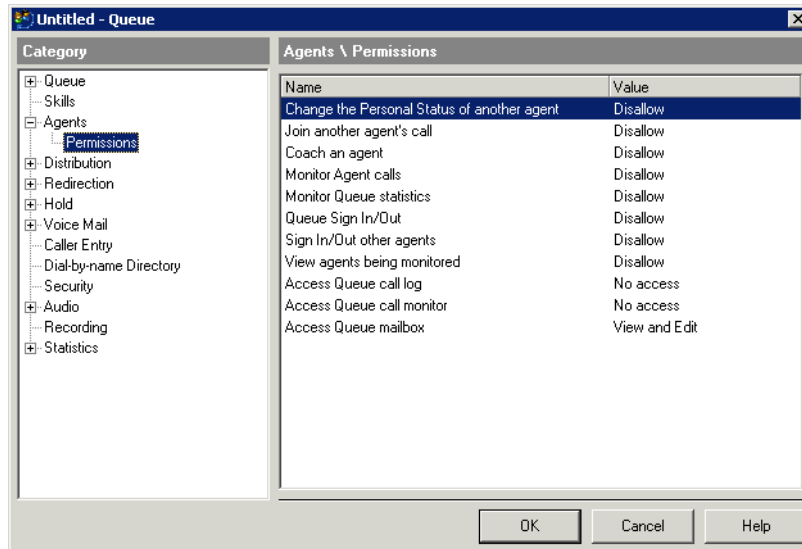 Untitled - Queue
Category
Agents \ Permissions
Queue
Skills
Agents
Permissions
Distribution
Redirection
Hold
Voice Mail
Caller Entry
Dial-by-name Directory
Security
Audio
Recording
Statistics
Name Value
Change the Personal Status of another agent Disallow
Join another agent's call Disallow
Coach an agent Disallow
Monitor Agent calls Disallow
Monitor Queue statistics Disallow
Queue Sign In/Out Disallow
Sign In/Out other agents Disallow
View agents being monitored Disallow
Access Queue call log No access
Access Queue call monitor No access
Access Queue mailbox View and Edit
OK Cancel Help